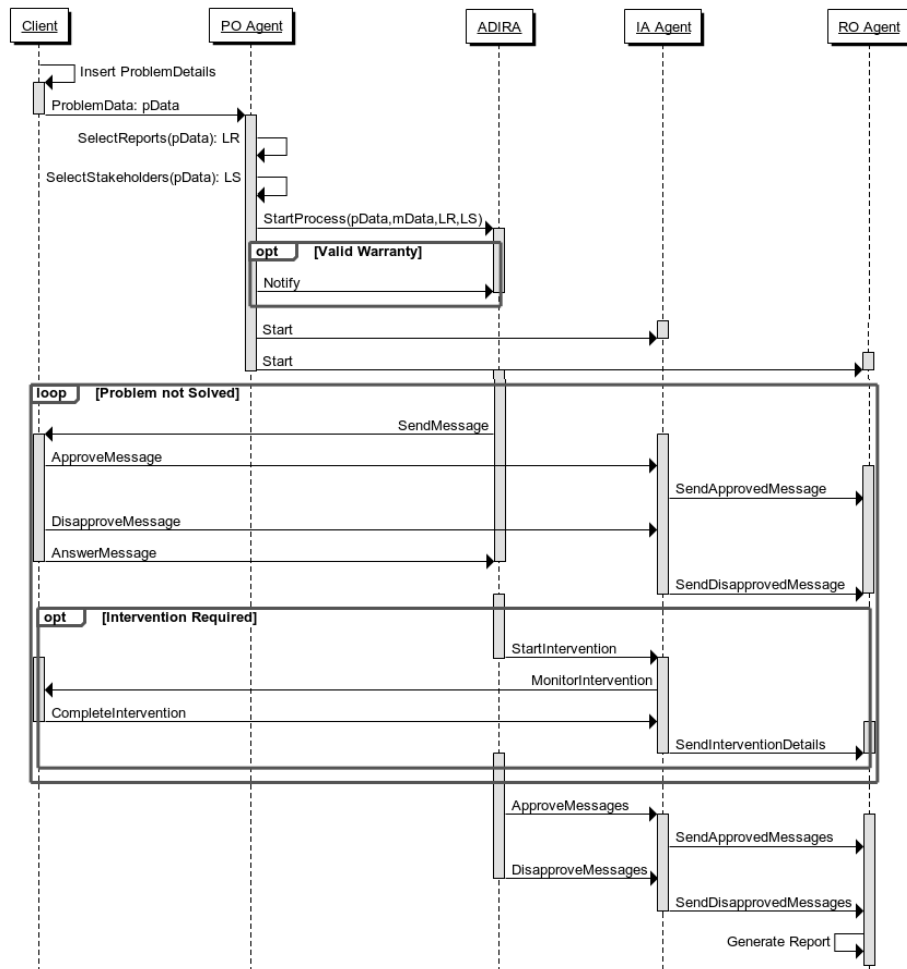 Client
PO Agent
ADIRA
IA Agent
RO Agent
Insert ProblemDetails
ProblemData: pData
SelectReports(pData): LR
SelectStakeholders(pData): LS
StartProcess(pData,mData,LR,LS)
opt [Valid Warranty]
Notify
Start
Start
loop [Problem not Solved]
SendMessage
ApproveMessage
SendApprovedMessage
DisapproveMessage
AnswerMessage
SendDisapprovedMessage
opt [Intervention Required]
StartIntervention
MonitorIntervention
CompleteIntervention
SendInterventionDetails
ApproveMessages
SendApprovedMessages
DisapproveMessages
SendDisapprovedMessages
Generate Report